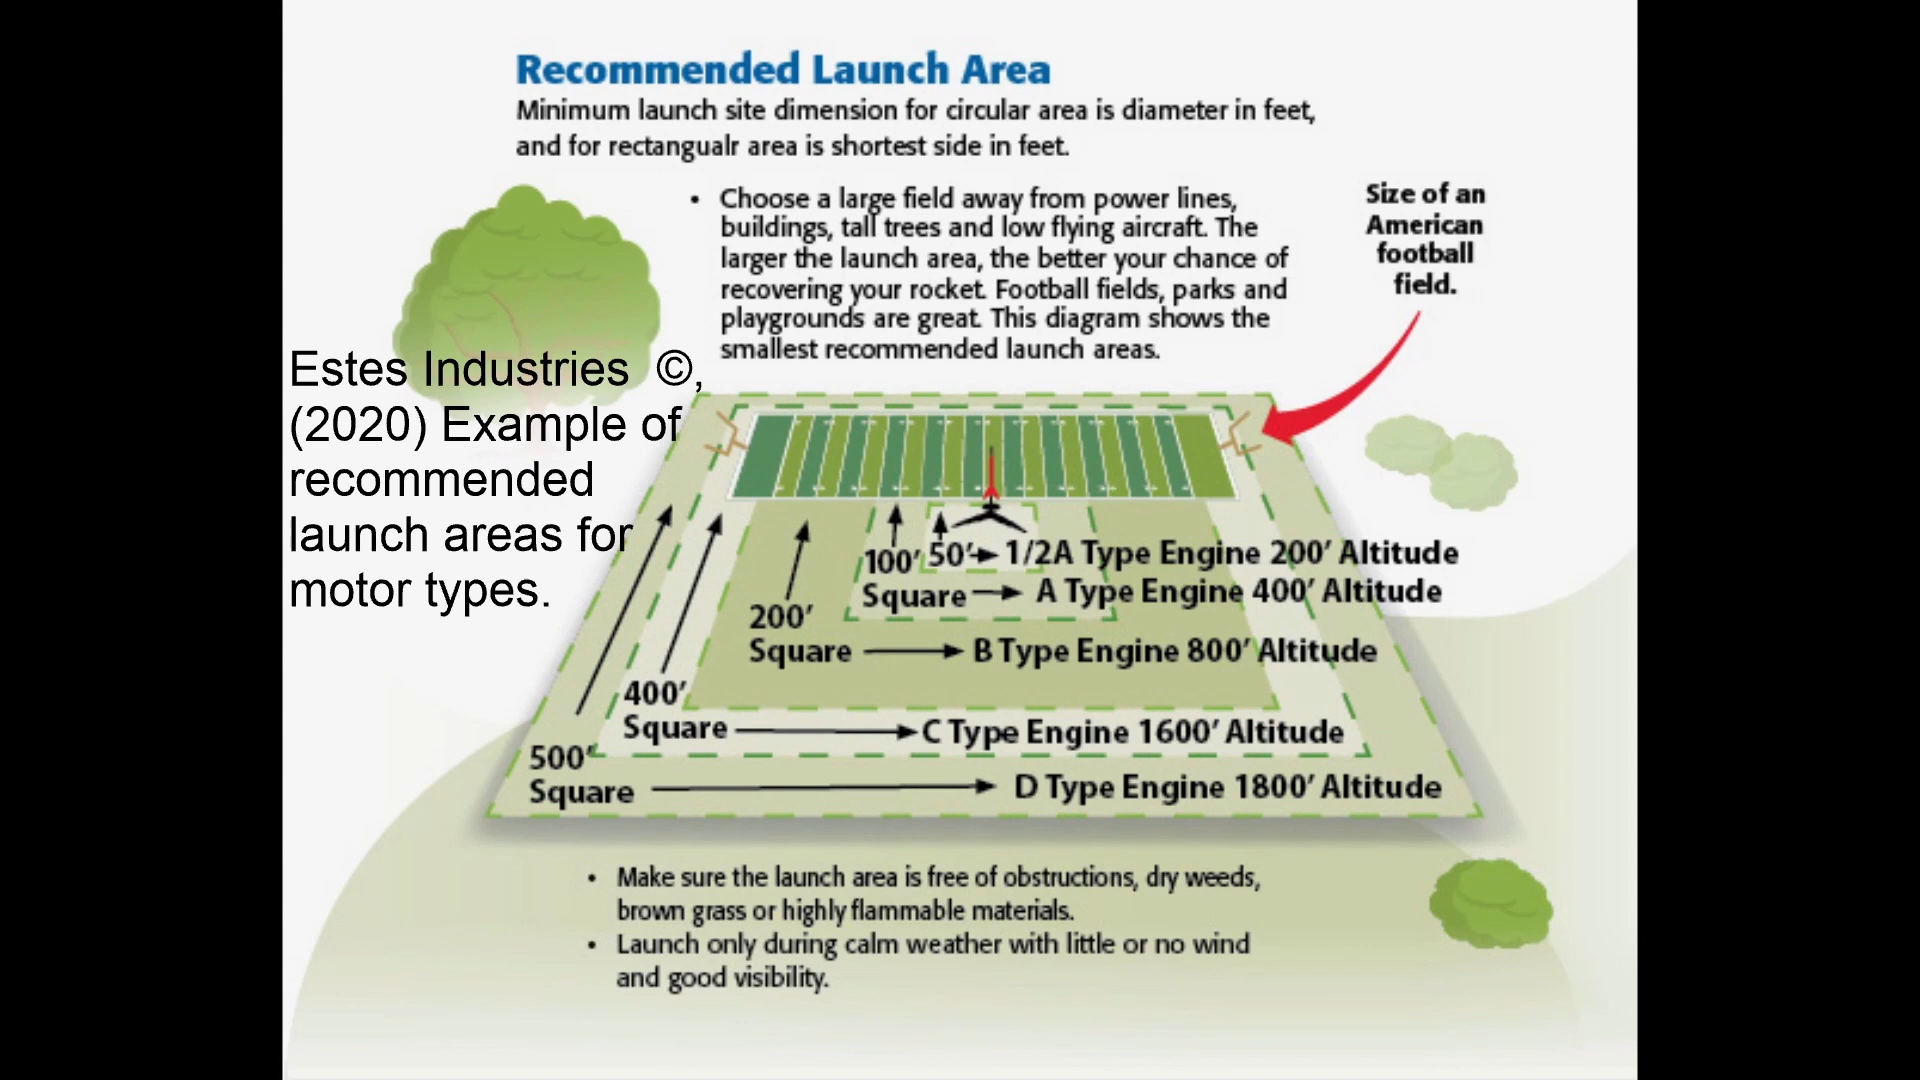 Recommended Launch Area
Minimum launch site dimension for circular area is diameter in feet,
and for rectangualr area is shortest side in feet.
• Choose a large field away from power lines,
buildings, tall trees and low flying aircraft. The
larger the launch area, the better your chance of
recovering your rocket. Football fields, parks and
playgrounds are great. This diagram shows the
smallest recommended launch areas.
Size of an
American
football
field.
Estes Industries ©,
(2020) Example of
recommended
launch areas for
motor types.
50' 1/2A Type Engine 200' Altitude
100'
Square A Type Engine 400' Altitude
200'
Square B Type Engine 800' Altitude
400'
Square C Type Engine 1600' Altitude
500'
Square D Type Engine 1800' Altitude
• Make sure the launch area is free of obstructions, dry weeds,
brown grass or highly flammable materials.
• Launch only during calm weather with little or no wind
and good visibility.